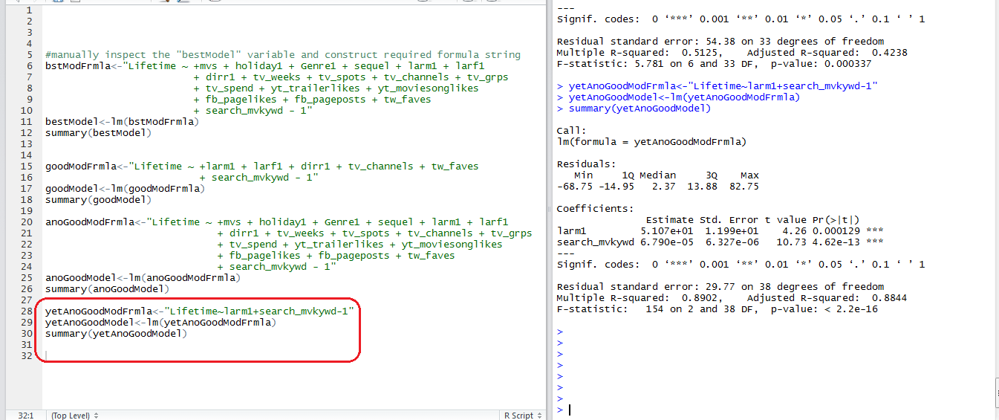 1
2
3
4
5 #manually inspect the "bestModel" variable and construct required formula string
6 bstModFrmla<-"Lifetime ~ +mvs + holiday1 + Genre1 + sequel + larm1 + larf1
7 + dirr1 + tv_weeks + tv_spots + tv_channels + tv_grps
8 + tv_spend + yt_trailerlikes + yt_moviesonglikes
9 + fb_pagelikes + fb_pageposts + tw_faves
10 + search_mvkywd - 1"
11 bestModel<-lm(bstModFrmla)
12 summary(bestModel)
13
14
15 goodModFrmla<-"Lifetime ~ +larm1 + larf1 + dirr1 + tv_channels + tw_faves
16 + search_mvkywd - 1"
17 goodModel<-lm(goodModFrmla)
18 summary(goodModel)
19
20 anoGoodModFrmla<-"Lifetime ~ +mvs + holiday1 + Genre1 + sequel + larm1 + larf1
21 + dirr1 + tv_weeks + tv_spots + tv_channels + tv_grps
22 + tv_spend + yt_trailerlikes + yt_moviesonglikes
23 + fb_pagelikes + fb_pageposts + tw_faves
24 + search_mvkywd - 1"
25 anoGoodModel<-lm(anoGoodModFrmla)
26 summary(anoGoodModel)
27
28 yetAnoGoodModFrmla<-"Lifetime~larm1+search_mvkywd-1"
29 yetAnoGoodModel<-lm(yetAnoGoodModFrmla)
30 summary(yetAnoGoodModel)
31
32
32:1 (Top Level) R Script
---
Signif. codes:  0 ‘***’ 0.001 ‘**’ 0.01 ‘*’ 0.05 ‘.’ 0.1 ‘ ’ 1
Residual standard error: 54.38 on 33 degrees of freedom
Multiple R-squared:  0.5125,    Adjusted R-squared:  0.4238
F-statistic: 5.781 on 6 and 33 DF,  p-value: 0.000337
> yetAnoGoodModFrmla<-"Lifetime~larm1+search_mvkywd-1"
> yetAnoGoodModel<-lm(yetAnoGoodModFrmla)
> summary(yetAnoGoodModel)
Call:
lm(formula = yetAnoGoodModFrmla)
Residuals:
Min 1Q Median 3Q Max
-68.75 -14.95 2.37 13.88 82.75
Coefficients:
Estimate Std. Error t value Pr(>|t|)
larm1 5.107e+01 1.199e+01 4.26 0.000129 ***
search_mvkywd 6.790e-05 6.327e-06 10.73 4.62e-13 ***
---
Signif. codes:  0 ‘***’ 0.001 ‘**’ 0.01 ‘*’ 0.05 ‘.’ 0.1 ‘ ’ 1
Residual standard error: 29.77 on 38 degrees of freedom
Multiple R-squared:  0.8902,    Adjusted R-squared:  0.8844
F-statistic:   154 on 2 and 38 DF,  p-value: < 2.2e-16
>
>
>
>
>
>
>
>